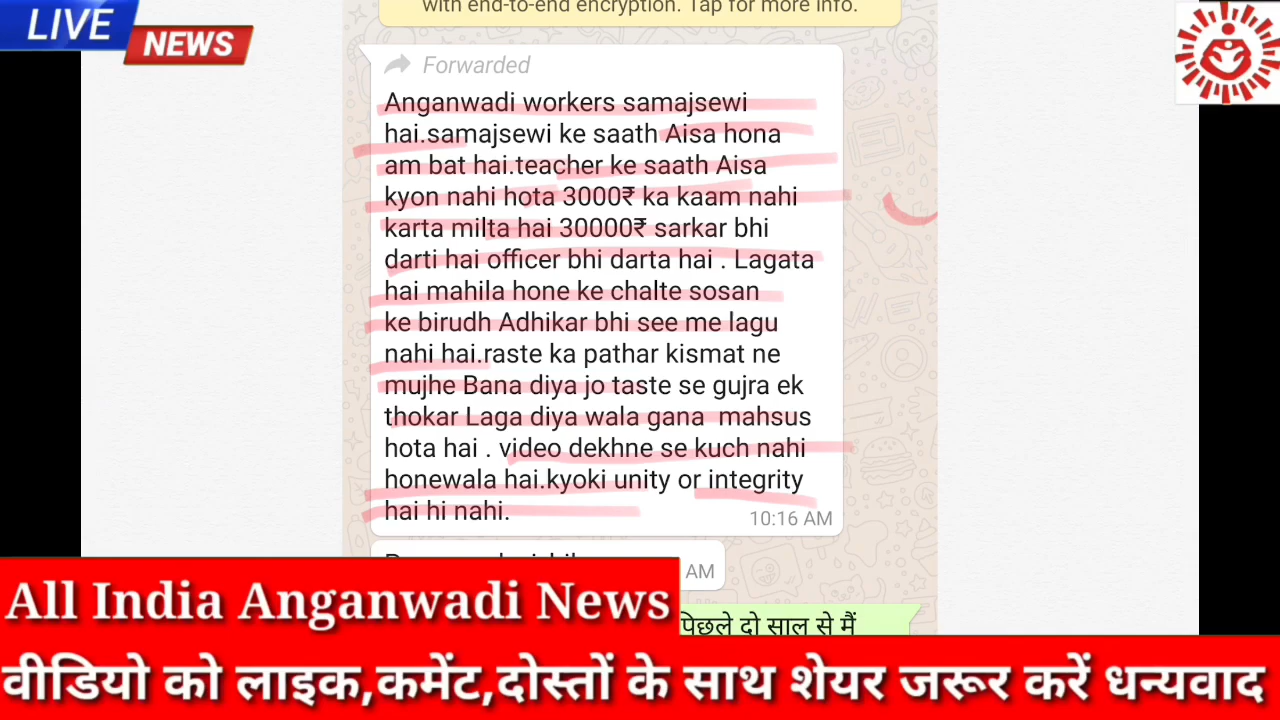 LIVE
NEWS
with end-to-end encryption. Tap for more info.
Forwarded
Anganwadi workers samajsewi
hai.samajsewi ke saath Aisa hona
am bat hai.teacher ke saath Aisa
kyon nahi hota 3000₹ ka kaam nahi
karta milta hai 30000₹ sarkar bhi
darti hai officer bhi darta hai . Lagata
hai mahila hone ke chalte sosan
ke birudh Adhikar bhi see me lagu
nahi hai.raste ka pathar kismat ne
mujhe Bana diya jo taste se gujra ek
thokar Laga diya wala gana mahsus
hota hai . video dekhne se kuch nahi
honewala hai.kyoki unity or integrity
hai hi nahi.
10:16 AM
AM
All India Anganwadi News
पिछले दो साल से मैं
वीडियो को लाइक,कमेंट,दोस्तों के साथ शेयर जरूर करें धन्यवाद